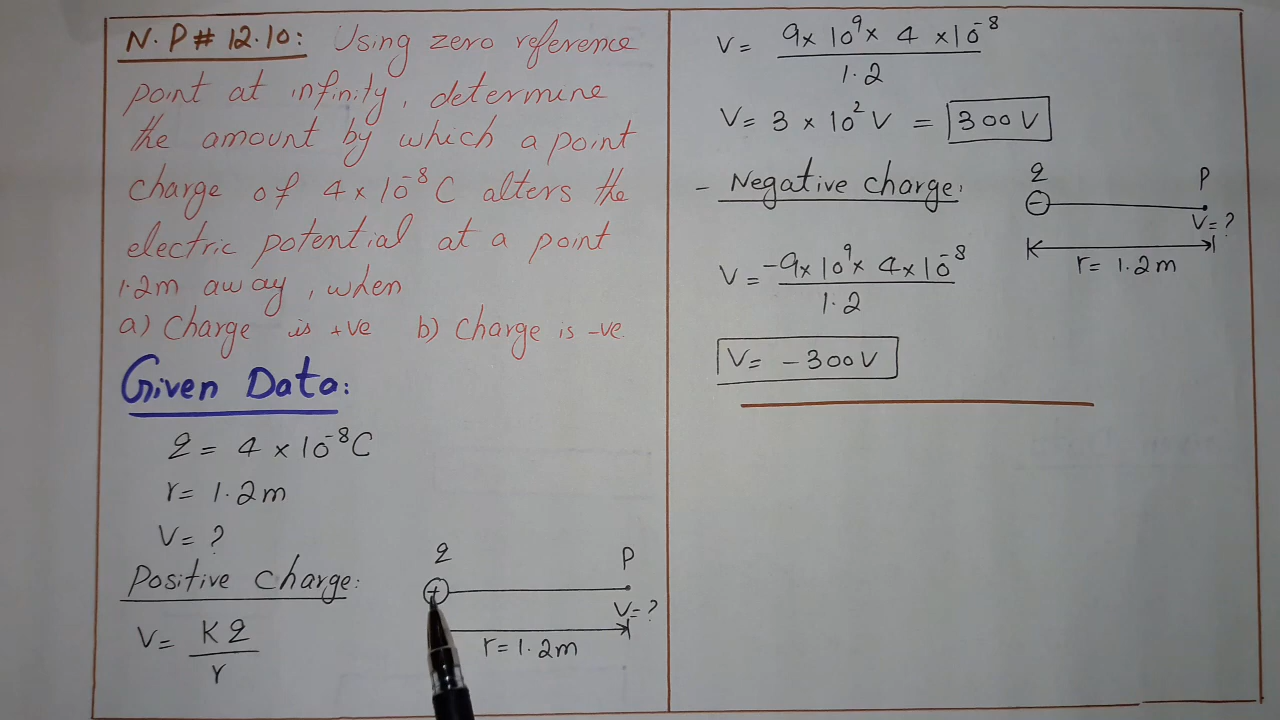 N.P# 12.10: Using zero reference
point at infinity, determine
the amount by which a point
charge of 4 × 10⁻⁸ C alters the
electric potential at a point
1.2m away, when
a) Charge is +ve b) Charge is -ve.
Given Data:
q = 4 × 10⁻⁸ C
r = 1.2m
V = ?
Positive Charge:
V = Kq/r
q P
+
V = ?
r = 1.2m
V = 9 × 10⁹ × 4 × 10⁻⁸ / 1.2
V = 3 × 10² V = 300 V
- Negative charge:
q P
−
V = ?
r = 1.2m
V = -9 × 10⁹ × 4 × 10⁻⁸ / 1.2
V = - 300 V